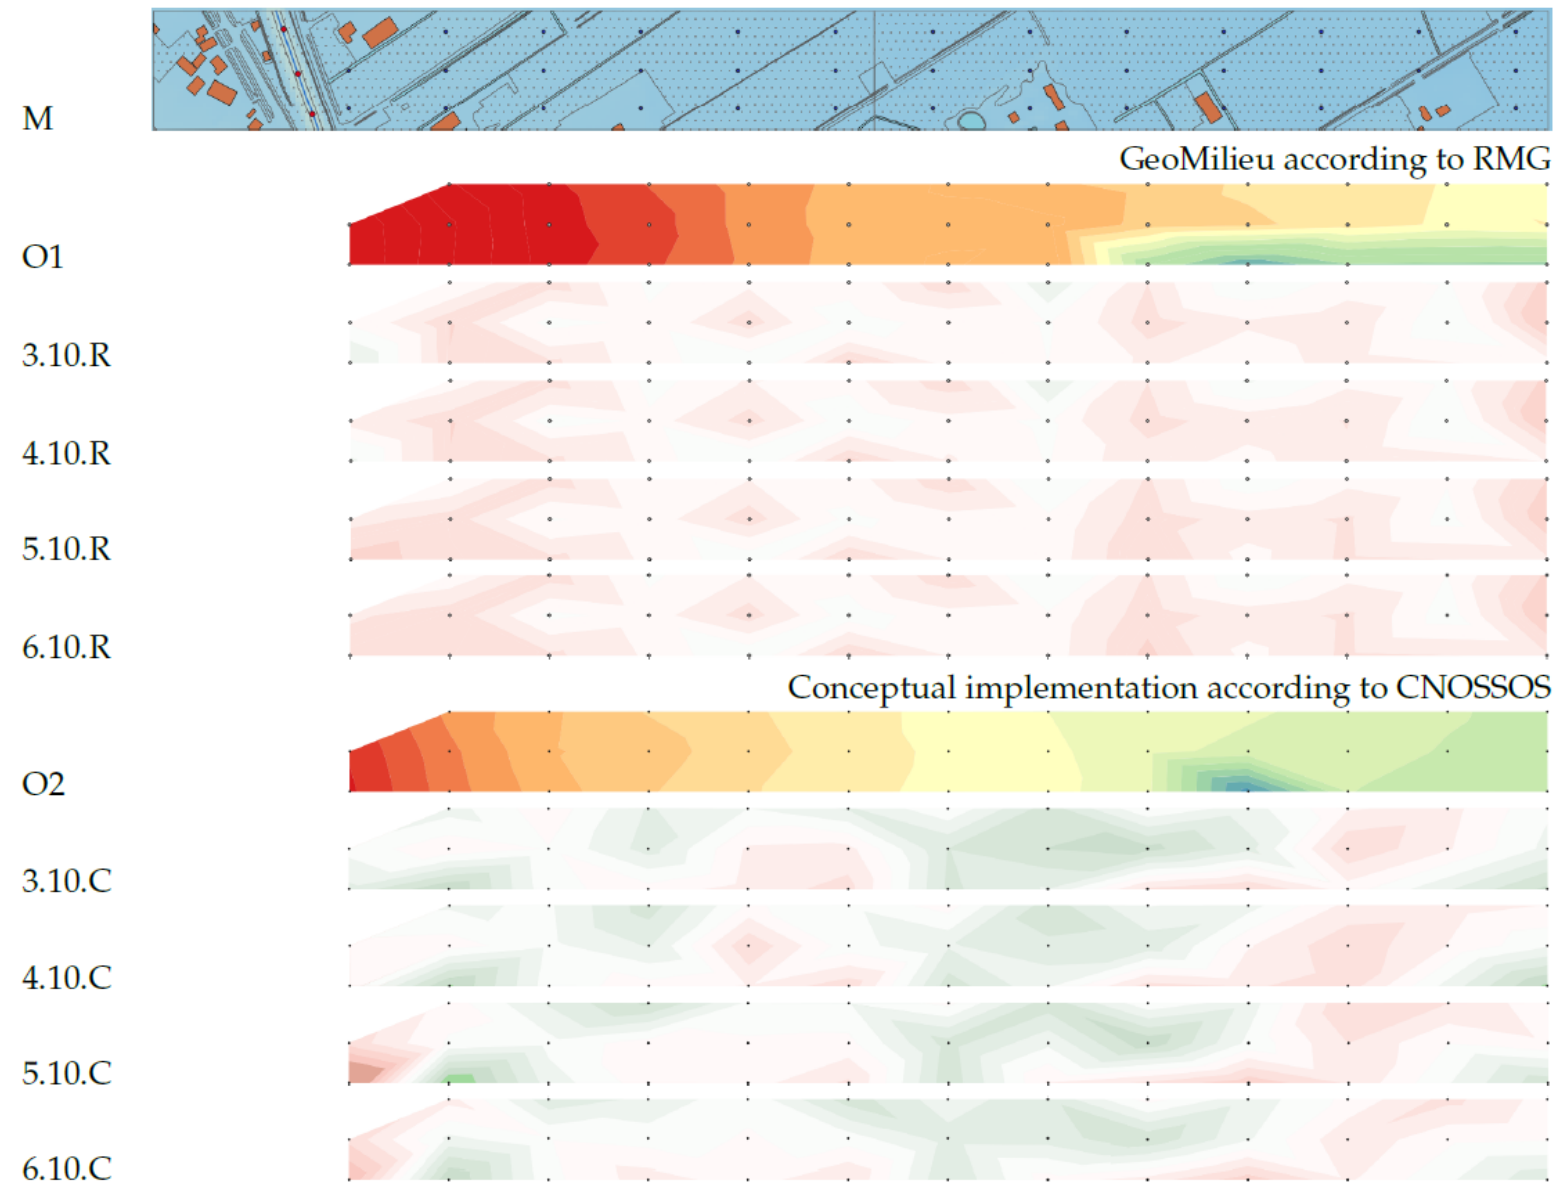 M
GeoMilieu according to RMG
O1
3.10.R
4.10.R
5.10.R
6.10.R
Conceptual implementation according to CNOSSOS
O2
3.10.C
4.10.C
5.10.C
6.10.C